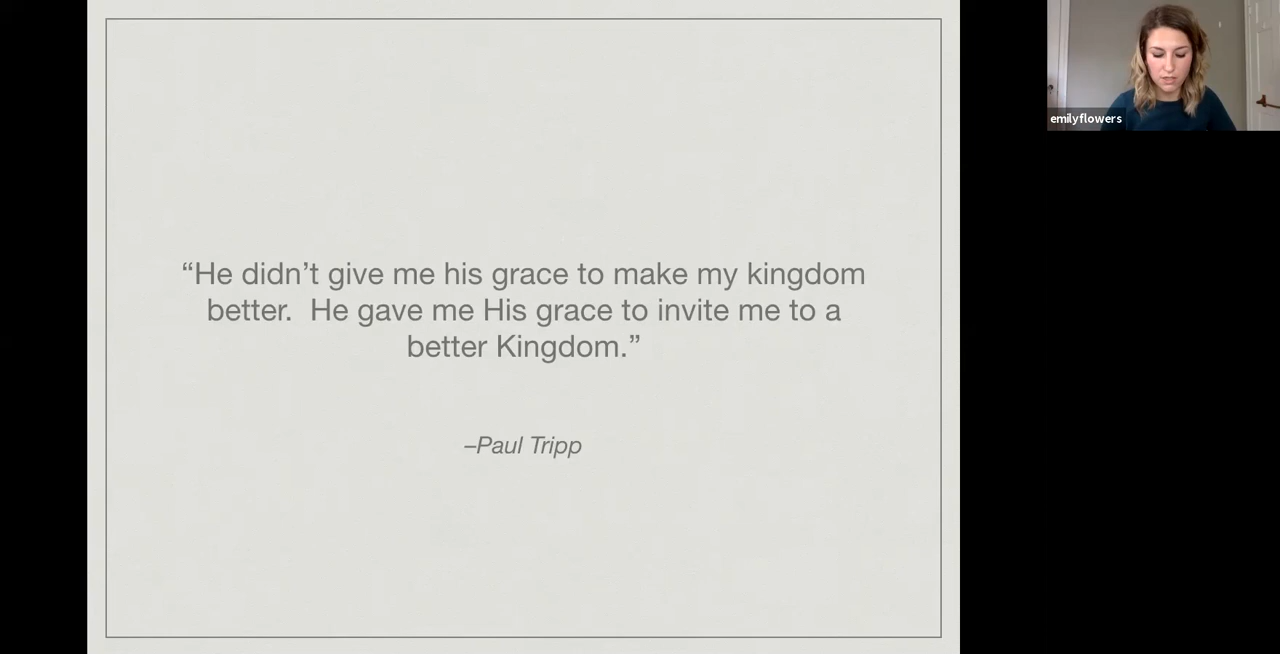 “He didn’t give me his grace to make my kingdom
better.  He gave me His grace to invite me to a
better Kingdom.”
–Paul Tripp
emilyflowers